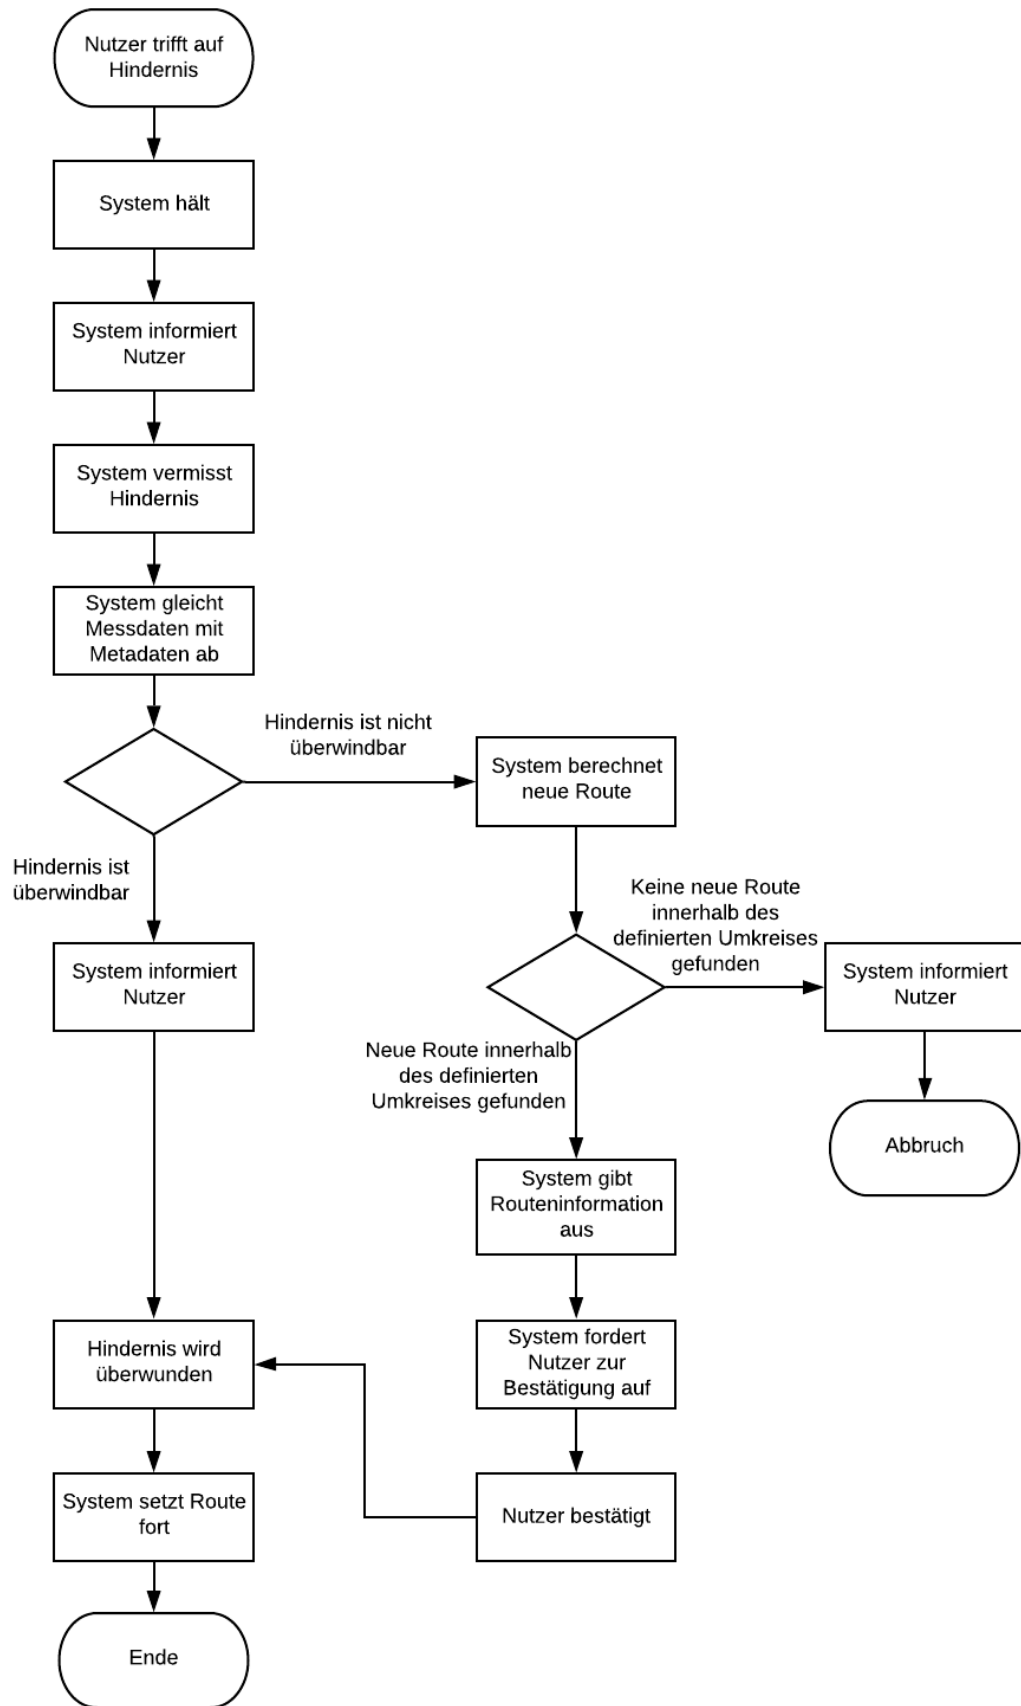 Nutzer trifft auf
Hindernis
System hält
System informiert
Nutzer
System vermisst
Hindernis
System gleicht
Messdaten mit
Metadaten ab
Hindernis ist nicht
überwindbar
System berechnet
neue Route
Hindernis ist
überwindbar
Keine neue Route
innerhalb des
definierten Umkreises
gefunden
System informiert
Nutzer
System informiert
Nutzer
Neue Route innerhalb
des definierten
Umkreises gefunden
Abbruch
System gibt
Routeninformation
aus
System fordert
Nutzer zur
Bestätigung auf
Hindernis wird
überwunden
System setzt Route
fort
Nutzer bestätigt
Ende